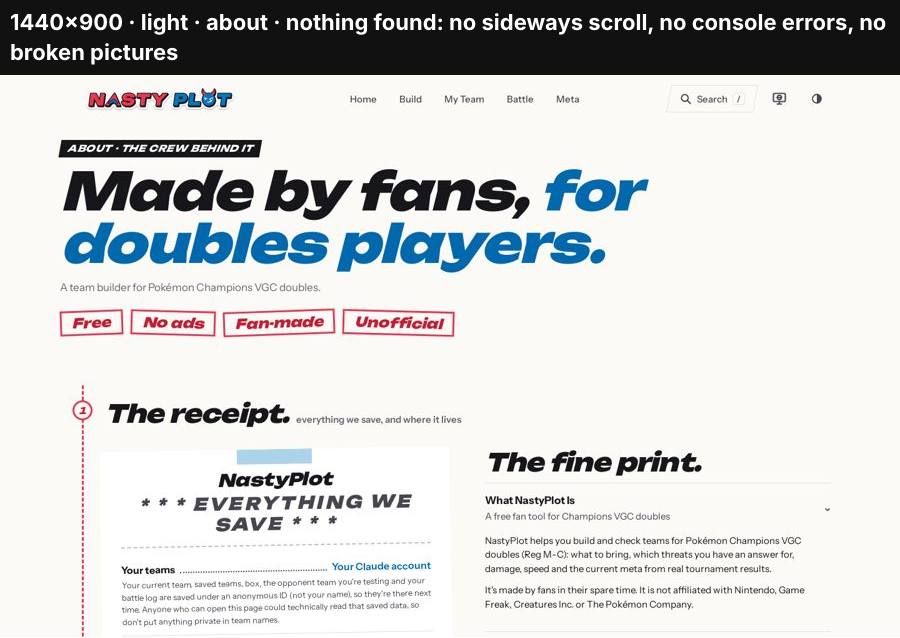 1440×900 · light · about · nothing found: no sideways scroll, no console errors, no
broken pictures
NASTY PLOT
Home
Build
My Team
Battle
Meta
Search /
ABOUT · THE CREW BEHIND IT
Made by fans, for
doubles players.
A team builder for Pokémon Champions VGC doubles.
Free
No ads
Fan-made
Unofficial
1
The receipt. everything we save, and where it lives
NastyPlot
* * * EVERYTHING WE
SAVE * * *
Your teams Your Claude account
Your current team, saved teams, box, the opponent team you're testing and your
battle log are saved under an anonymous ID (not your name), so they're there next
time. Anyone who can open this page could technically read that saved data, so
don't put anything private in team names.
The fine print.
What NastyPlot Is
A free fan tool for Champions VGC doubles
NastyPlot helps you build and check teams for Pokémon Champions VGC
doubles (Reg M-C): what to bring, which threats you have an answer for,
damage, speed and the current meta from real tournament results.
It's made by fans in their spare time. It is not affiliated with Nintendo, Game
Freak, Creatures Inc. or The Pokémon Company.